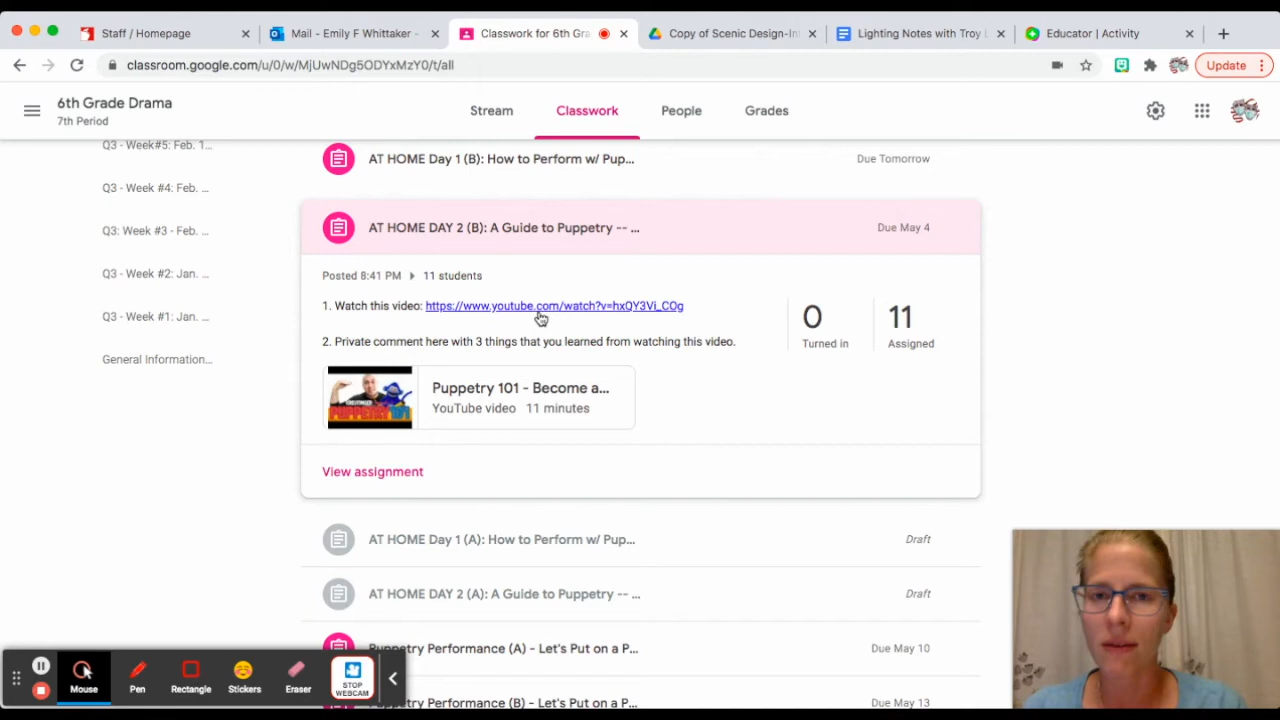 Staff / Homepage
Mail - Emily F Whittaker -
Classwork for 6th Gra
Copy of Scenic Design-In
Lighting Notes with Troy L
Educator | Activity
classroom.google.com/u/0/w/MjUwNDg5ODYxMzY0/t/all
Update
6th Grade Drama
7th Period
Stream
Classwork
People
Grades
Q3 - Week#5: Feb. 1...
Q3 - Week #4: Feb. ...
Q3: Week #3 - Feb. ...
Q3 - Week #2: Jan. ...
Q3 - Week #1: Jan. ...
General Information...
AT HOME Day 1 (B): How to Perform w/ Pup...
Due Tomorrow
AT HOME DAY 2 (B): A Guide to Puppetry -- ...
Due May 4
Posted 8:41 PM
11 students
1. Watch this video: https://www.youtube.com/watch?v=hxQY3Vi_COg
0
Turned in
11
Assigned
2. Private comment here with 3 things that you learned from watching this video.
PUPPETRY 101
Puppetry 101 - Become a...
YouTube video 11 minutes
View assignment
AT HOME Day 1 (A): How to Perform w/ Pup...
Draft
AT HOME DAY 2 (A): A Guide to Puppetry -- ...
Draft
Puppetry Performance (A) - Let's Put on a P...
Due May 10
Puppetry Performance (B) - Let's Put on a P...
Due May 13
Mouse
Pen
Rectangle
Stickers
Eraser
STOP
WEBCAM